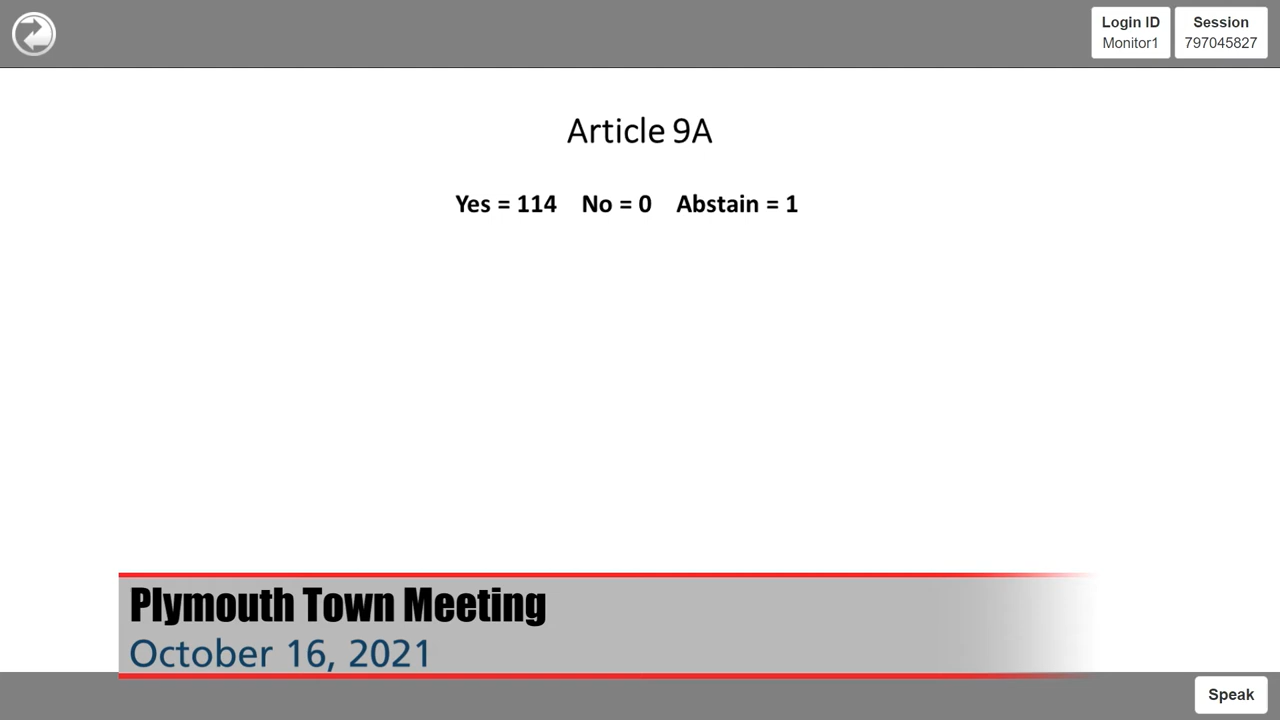 Login ID
Monitor1
Session
797045827
Article 9A
Yes = 114 No = 0 Abstain = 1
Plymouth Town Meeting
October 16, 2021
Speak